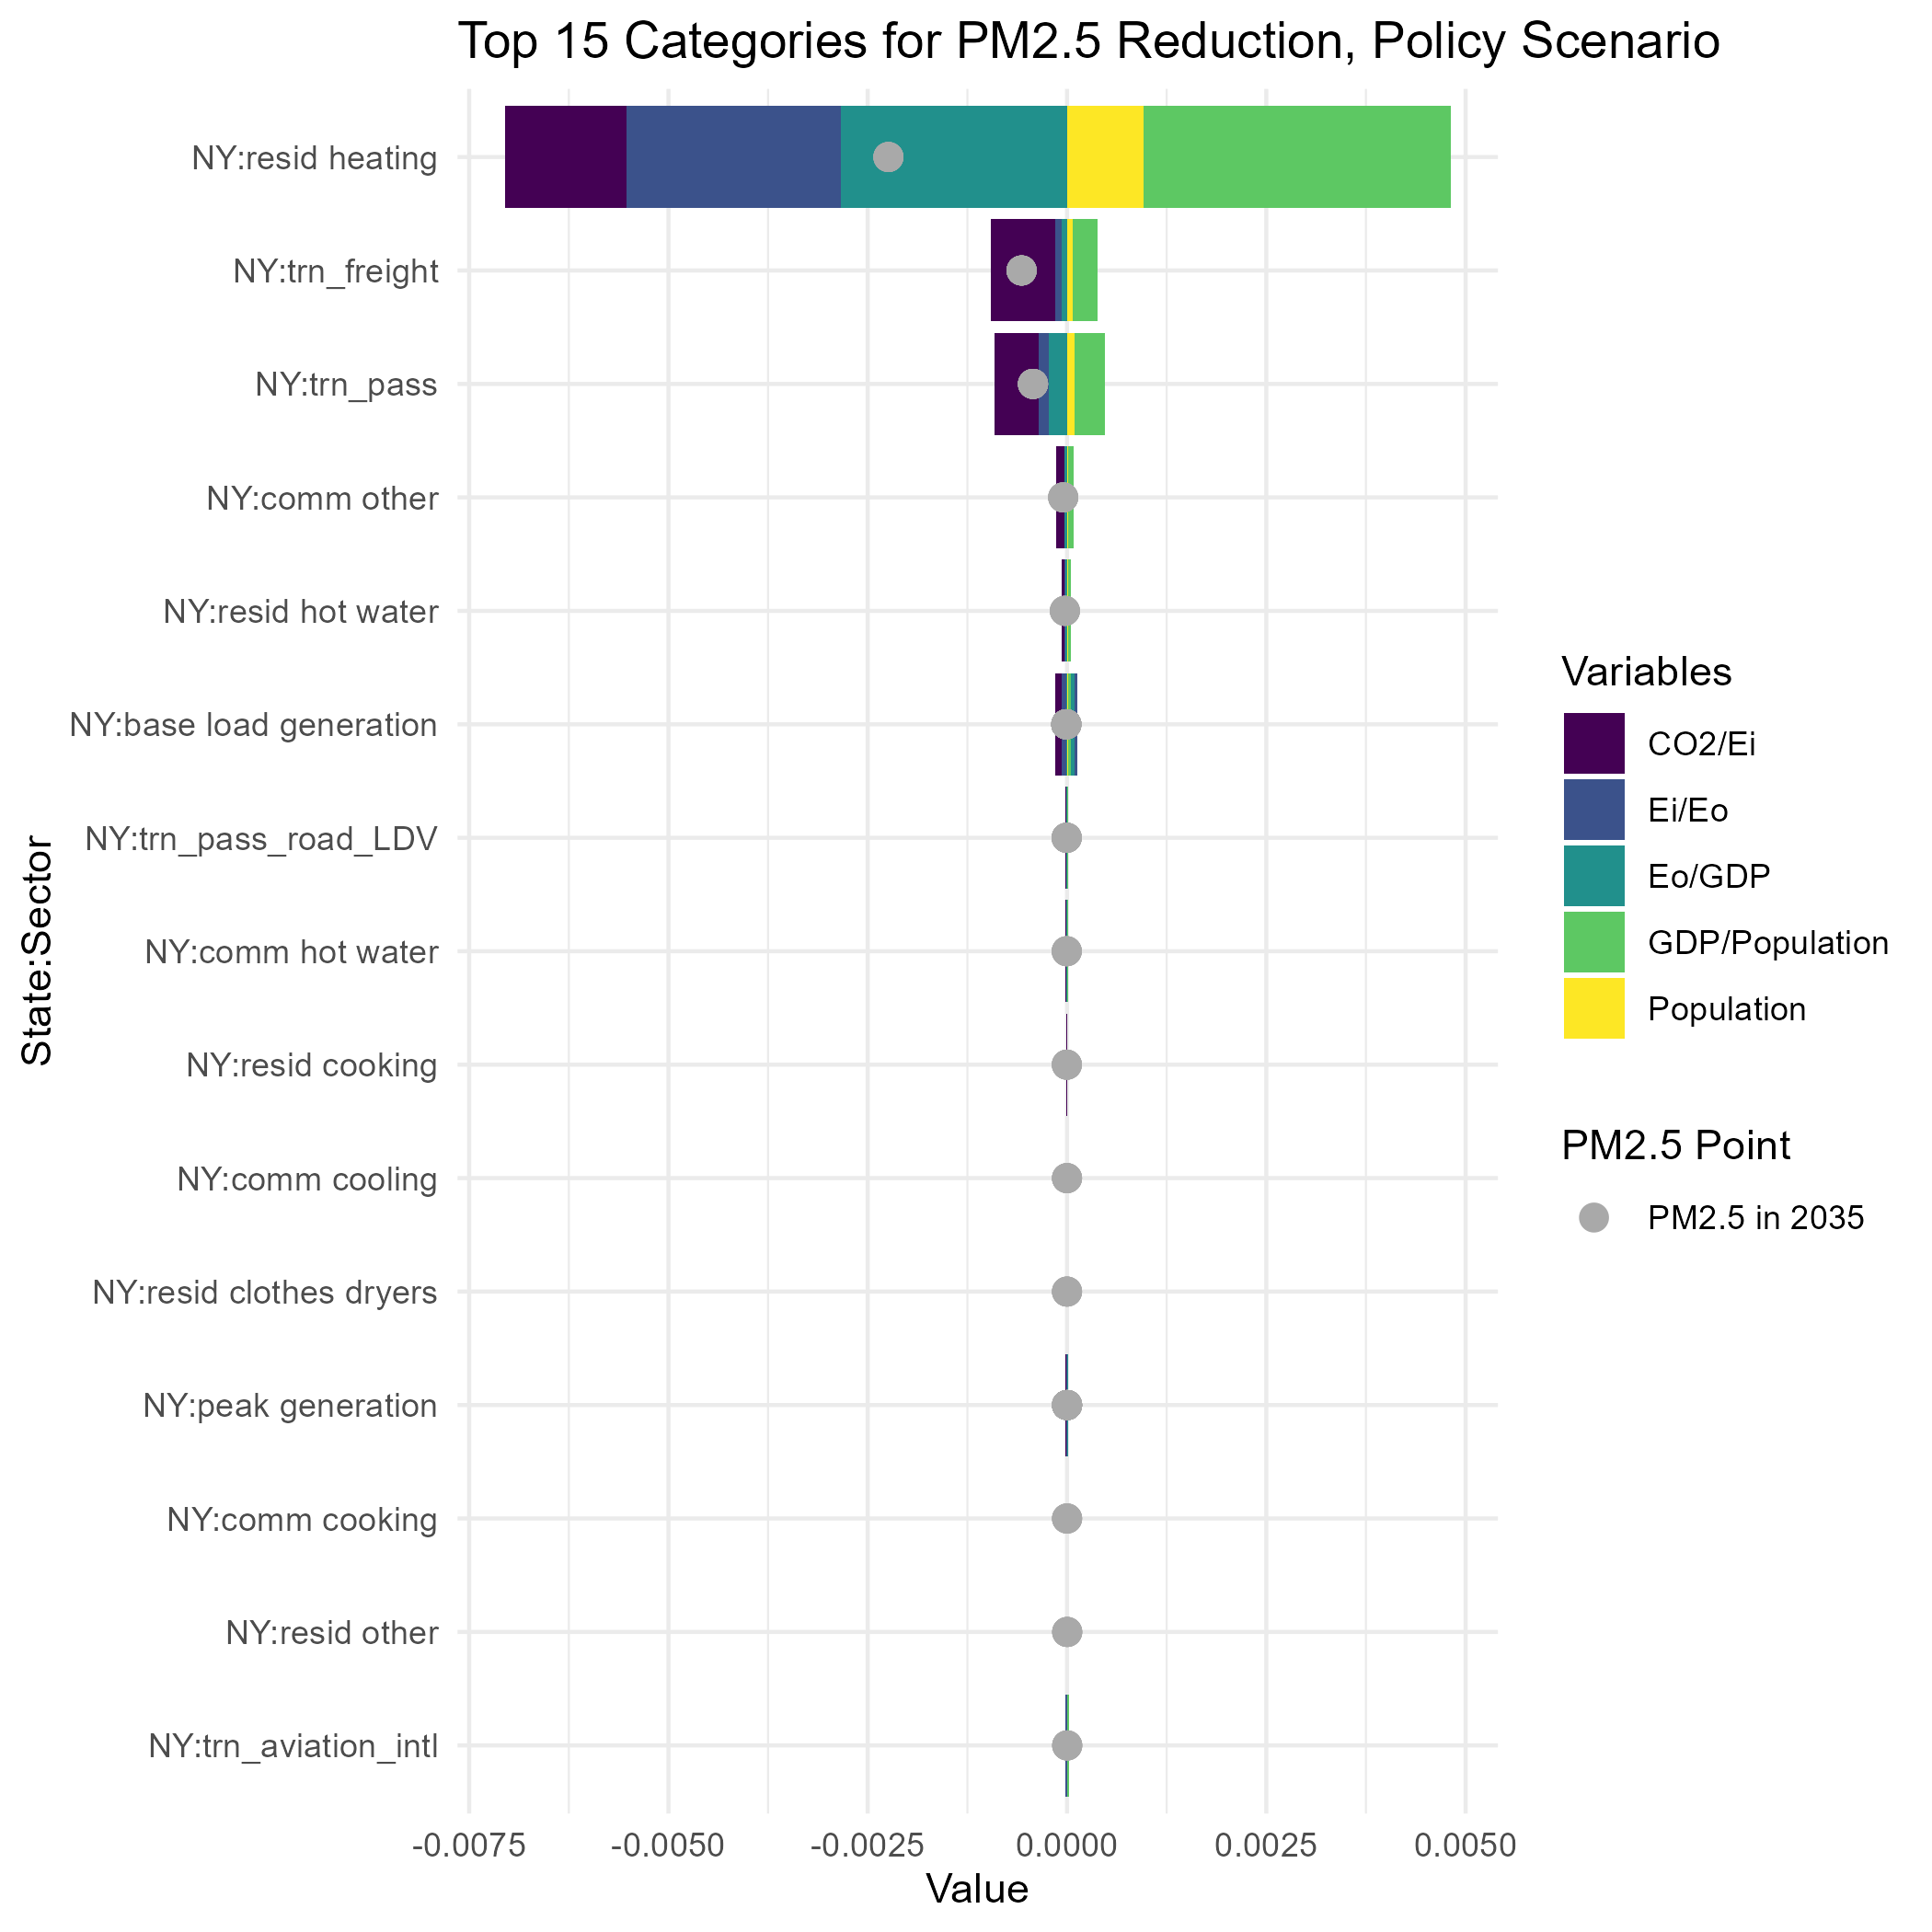 Top 15 Categories for PM2.5 Reduction, Policy Scenario
State:Sector
NY:resid heating
NY:trn_freight
NY:trn_pass
NY:comm other
NY:resid hot water
NY:base load generation
NY:trn_pass_road_LDV
NY:comm hot water
NY:resid cooking
NY:comm cooling
NY:resid clothes dryers
NY:peak generation
NY:comm cooking
NY:resid other
NY:trn_aviation_intl
-0.0075 -0.0050 -0.0025 0.0000 0.0025 0.0050
Value
Variables
CO2/Ei
Ei/Eo
Eo/GDP
GDP/Population
Population
PM2.5 Point
PM2.5 in 2035